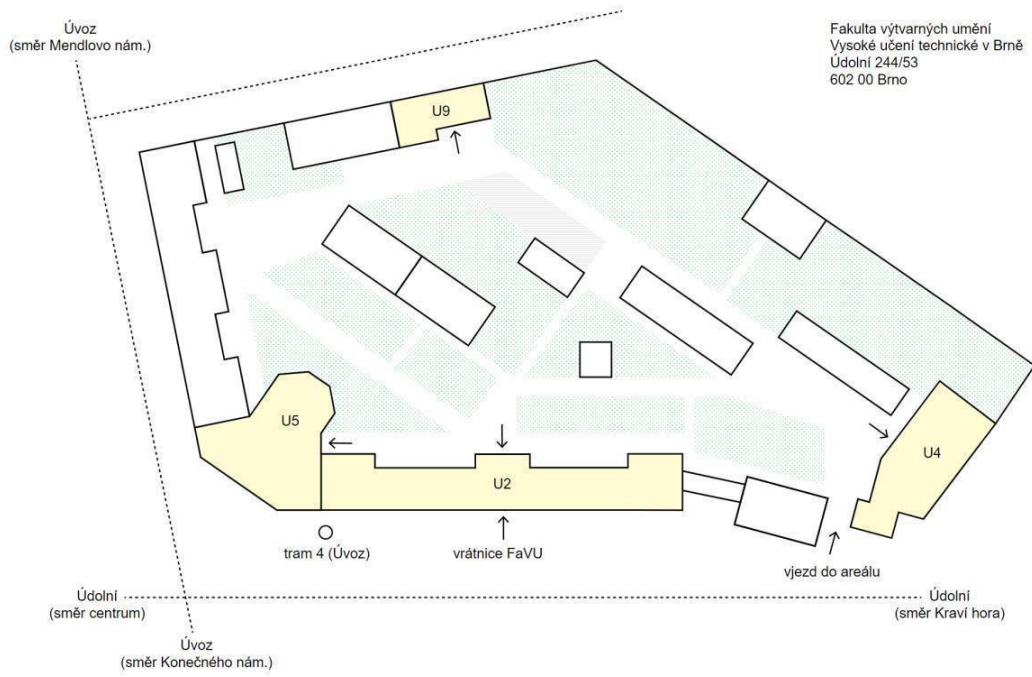 Úvoz
(směr Mendlovo nám.)
Fakulta výtvarných umění
Vysoké učení technické v Brně
Údolní 244/53
602 00 Brno
U9
U5
U4
U2
tram 4 (Úvoz)
vrátnice FaVU
vjezd do areálu
Údolní
(směr centrum)
Údolní
(směr Kraví hora)
Úvoz
(směr Konečného nám.)